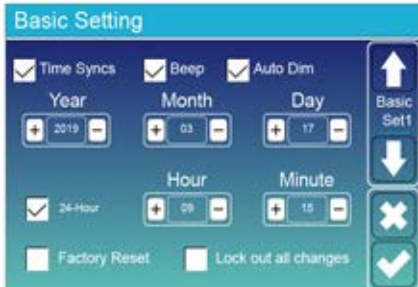 Basic Setting
Time Syncs Beep Auto Dim
Year Month Day
+ 2019 - + 03 - + 17 -
Basic
Set1
Hour Minute
24-Hour + 09 - + 15 -
Factory Reset Lock out all changes